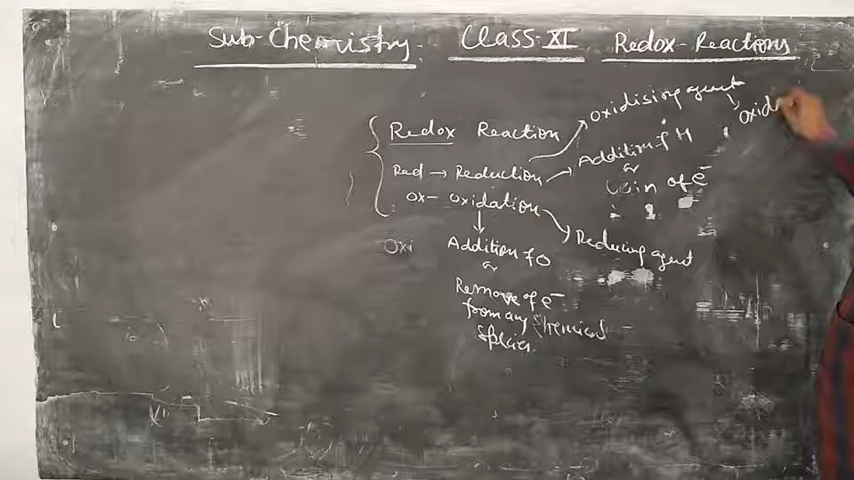 Sub-Chemistry. Class-XI Redox-Reactions
Oxidising agent
Oxid
Redox Reaction
Addition of H
or
Gain of e⁻
Red → Reduction
Ox- Oxidation
Reducing agent
Oxi
Addition of O
or
Remove of e⁻
from any Chemical
Species.